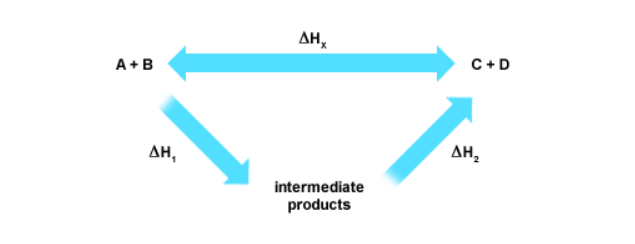 ΔHₓ
A + B
C + D
ΔH₁
ΔH₂
intermediate
products